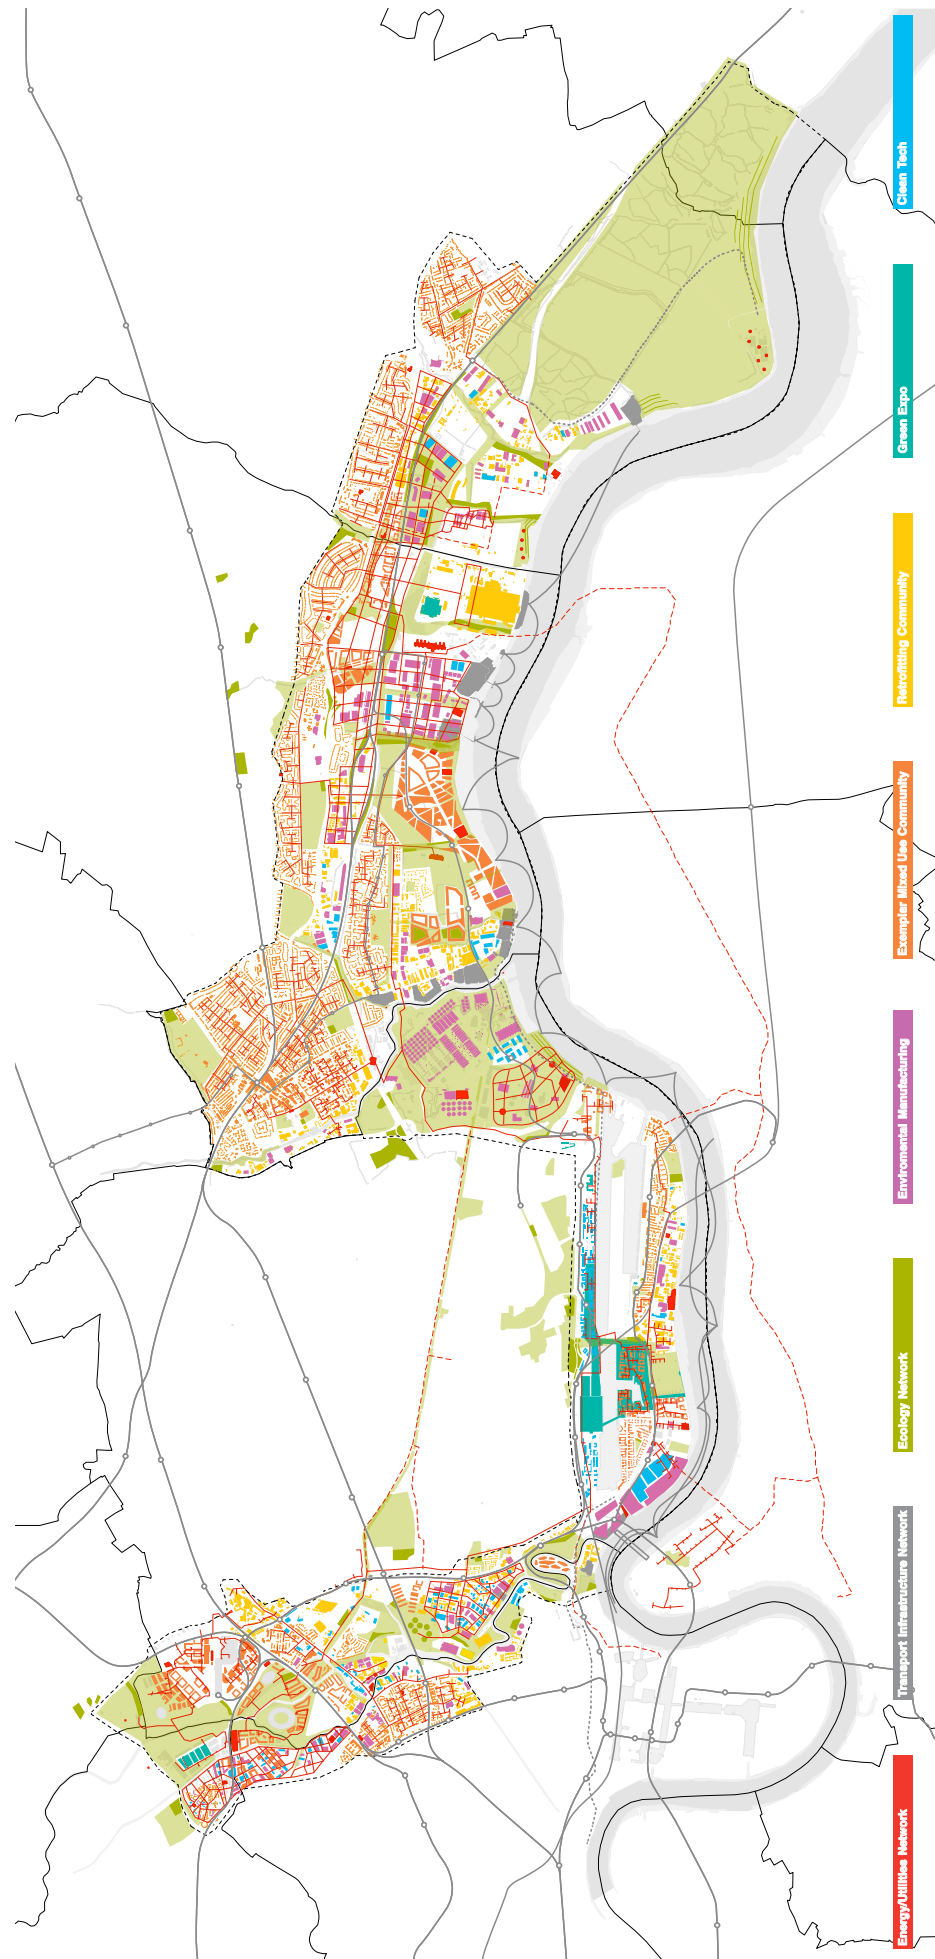 Energy/Utilities Network
Transport Infrastructure Network
Ecology Network
Enviromental Manufacturing
Exempler Mixed Use Community
Retrofitting Community
Green Expo
Clean Tech